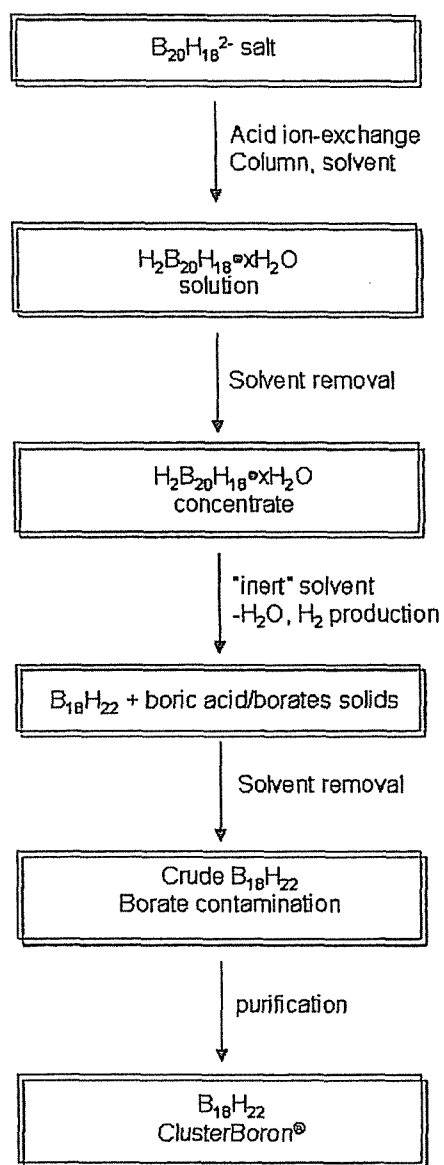 B₂₀H₁₈²⁻ salt
Acid ion-exchange
Column, solvent
H₂B₂₀H₁₈•xH₂O
solution
Solvent removal
H₂B₂₀H₁₈•xH₂O
concentrate
"inert" solvent
-H₂O, H₂ production
B₁₈H₂₂ + boric acid/borates solids
Solvent removal
Crude B₁₈H₂₂
Borate contamination
purification
B₁₈H₂₂
ClusterBoron®